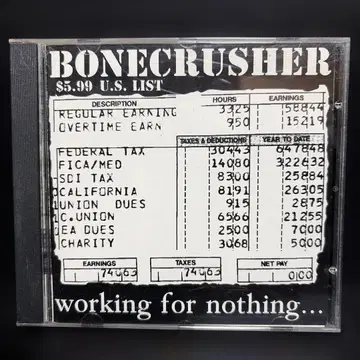 BONECRUSHER
$5.99 U.S. LIST
DESCRIPTION HOURS EARNINGS
REGULAR EARNING 3325 58844
OVERTIME EARN 950 15219
TAXES & DEDUCTIONS YEAR TO DATE
FEDERAL TAX 30443 647848
FICA/MED 14080 322632
SDI TAX 8300 25884
CALIFORNIA 8191 26305
UNION DUES 915 2875
C.UNION 6566 21255
EA DUES 2500 7000
CHARITY 3068 5000
EARNINGS TAXES NET PAY
74063 74063 000
working for nothing...